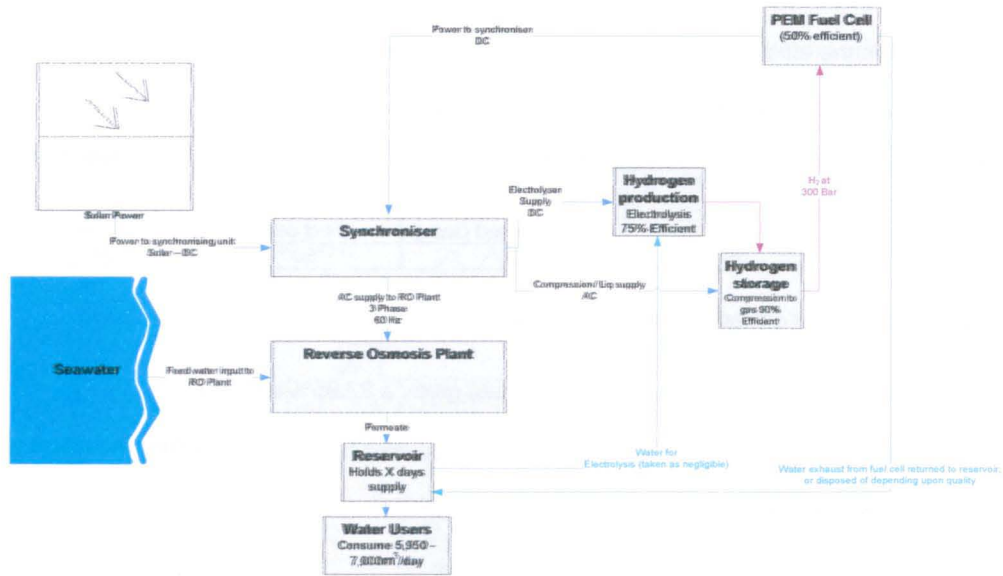 PEM Fuel Cell
(50% efficient)
Power to synchroniser
DC
H₂ at
300 Bar
Solar Power
Electrolyser
Supply
DC
Hydrogen
production
Electrolysis
75% Efficient
Power to synchronising unit
Solar – DC
Synchroniser
Compression/ Liq supply
AC
Hydrogen
storage
Compression to
gas 90%
Efficient
AC supply to RO Plant
3 Phase
60 Hz
Seawater
Feed water input to
RO Plant
Reverse Osmosis Plant
Permeate
Reservoir
Holds X days
supply
Water for
Electrolysis (taken as negligible)
Water exhaust from fuel cell returned to reservoir,
or disposed of depending upon quality
Water Users
Consume 5,950 –
/day